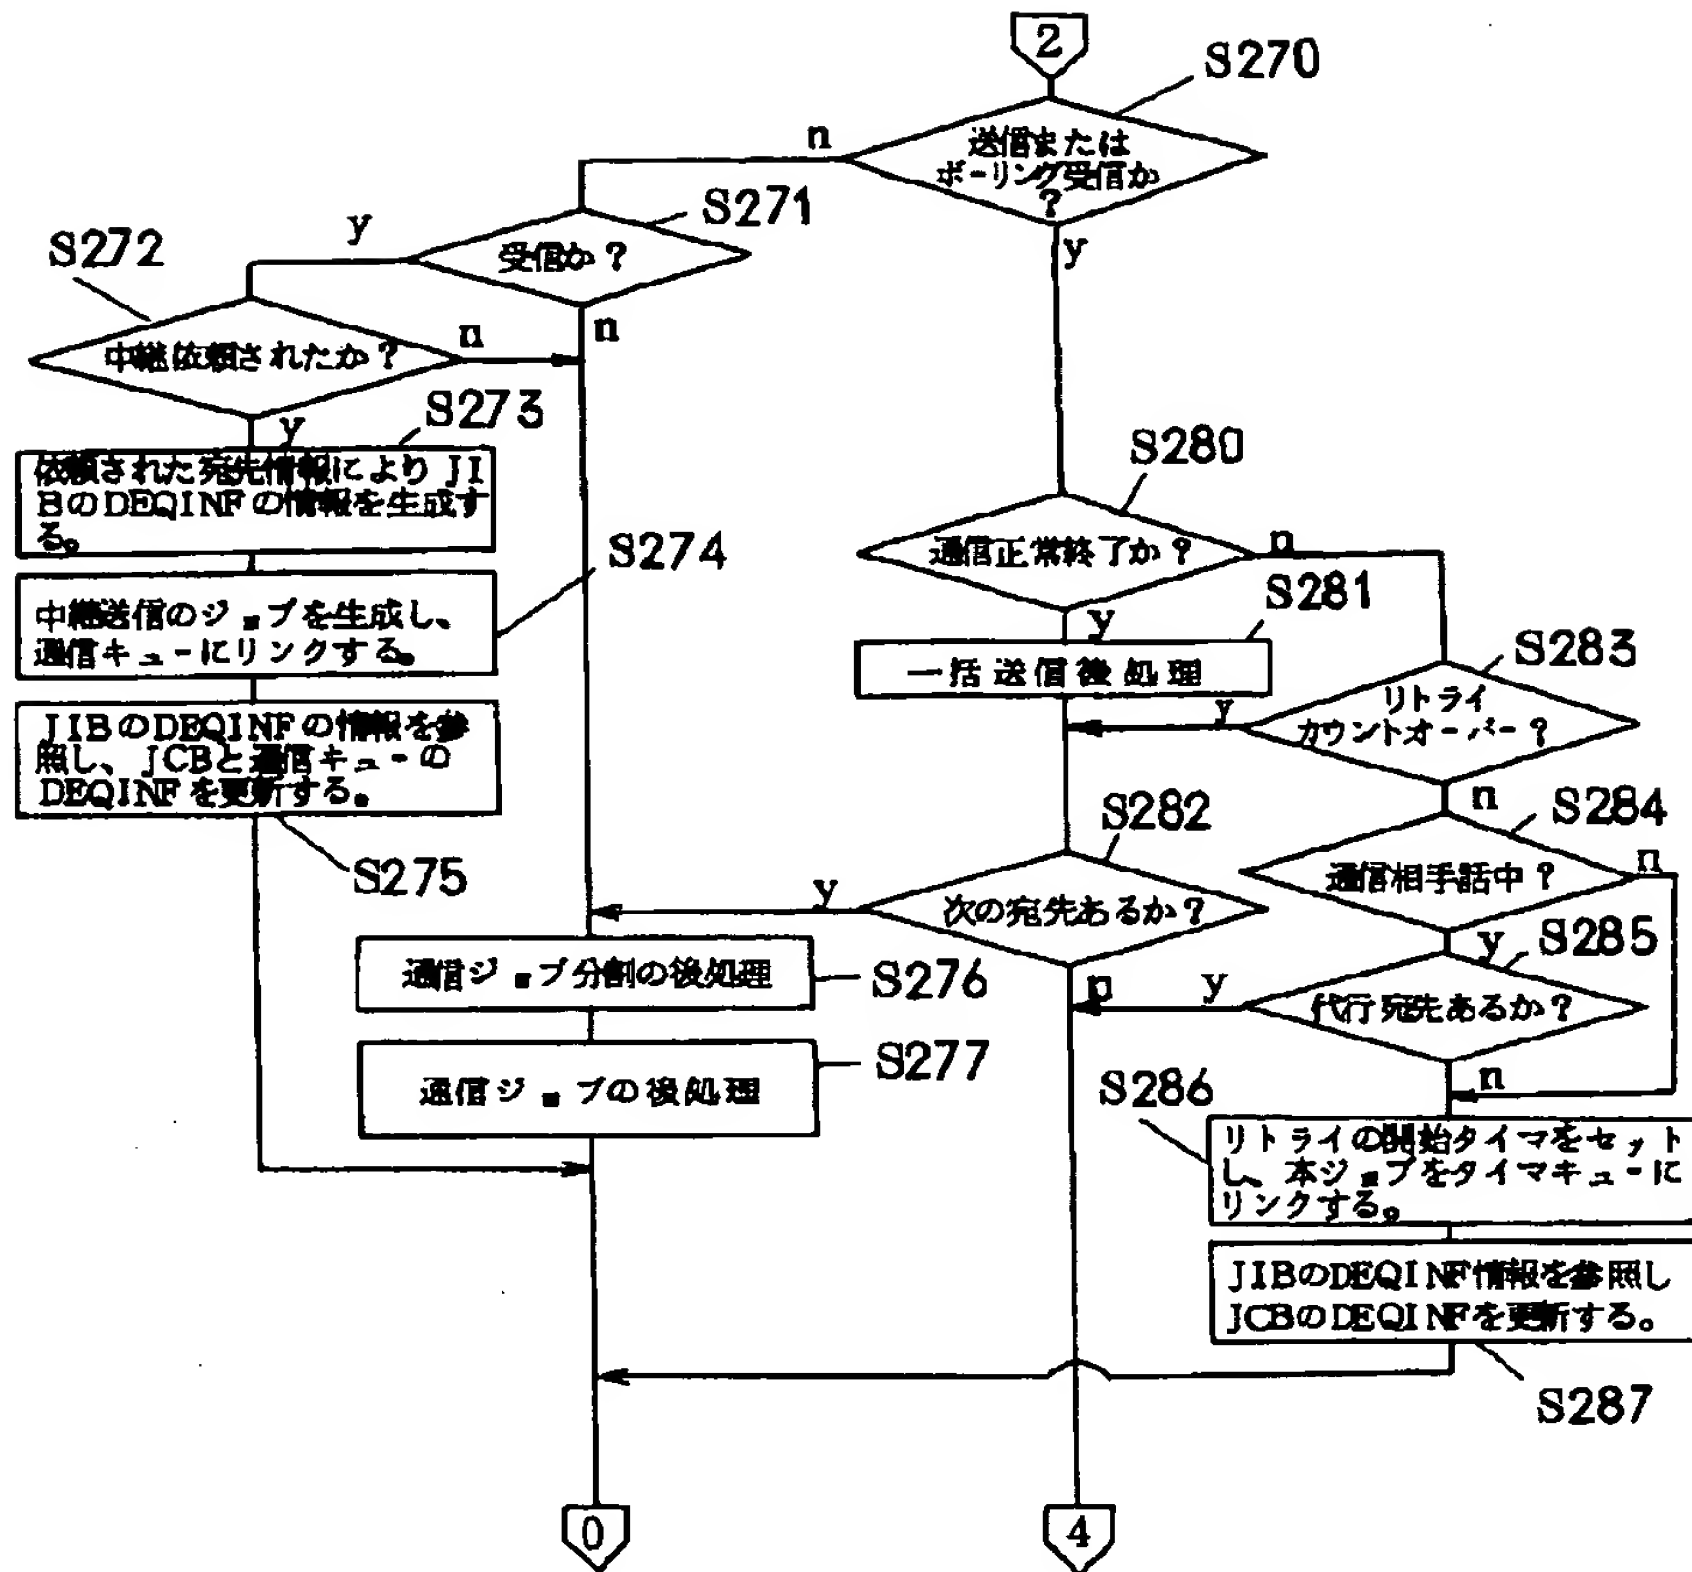 2
S270
n
送信または
ポーリング受信か
?
y
S271
y
受信か?
n
S272
中継依頼されたか?
n
y
S273
依頼された宛先情報によりJI
BのDEQINFの情報を生成す
る。
S274
中継送信のジョブを生成し、
通信キューにリンクする。
JIBのDEQINFの情報を参
照し、JCBと通信キューの
DEQINFを更新する。
S275
S280
通信正常終了か?
n
y
S281
一括送信後処理
S283
リトライ
カウントオーバー?
y
n
S282
次の宛先あるか?
y
n
S284
通信相手話中?
n
y
S285
代行宛先あるか?
y
n
通信ジョブ分割の後処理
S276
通信ジョブの後処理
S277
S286
リトライの開始タイマをセット
し、本ジョブをタイマキューに
リンクする。
JIBのDEQINF情報を参照し
JCBのDEQINFを更新する。
S287
0
4